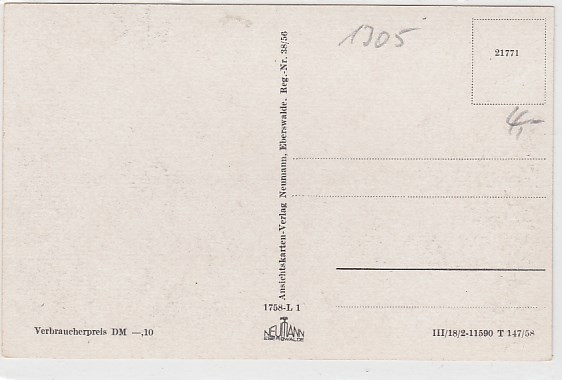 1305
21771
4,-
Ansichtskarten-Verlag Neumann, Eberswalde. Reg.-Nr. 38/56
1758-L 1
Verbraucherpreis DM —,10
NEUMANN
EBERSWALDE
III/18/2-11590 T 147/58